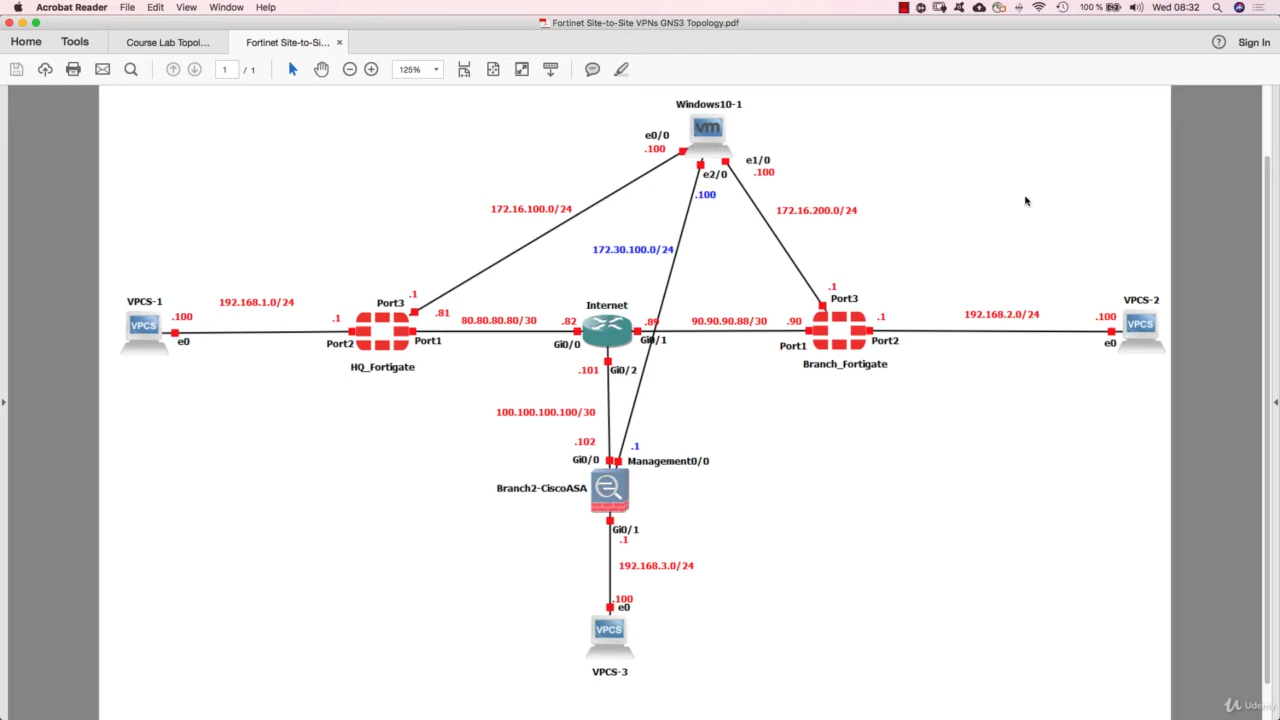 Acrobat Reader File Edit View Window Help 100 % Wed 08:32
Fortinet Site-to-Site VPNs GNS3 Topology.pdf
Home Tools Course Lab Topol... Fortinet Site-to-Si... × ? Sign In
1 / 1 125%
Windows10-1
vm
e0/0
.100
e1/0
.100
e2/0
.100
172.16.100.0/24
172.16.200.0/24
172.30.100.0/24
VPCS-1
VPCS
.100
e0
192.168.1.0/24
.1
Port2
Port3
.1
.81
Port1
HQ_Fortigate
80.80.80.80/30
.82
Gi0/0
Internet
.89
Gi0/1
90.90.90.88/30
.90
Port1
.1
Port3
.1
Port2
Branch_Fortigate
192.168.2.0/24
.100
e0
VPCS-2
VPCS
.101
Gi0/2
100.100.100.100/30
.102
Gi0/0
.1
Management0/0
Branch2-CiscoASA
Gi0/1
.1
192.168.3.0/24
.100
e0
VPCS
VPCS-3
Udemy